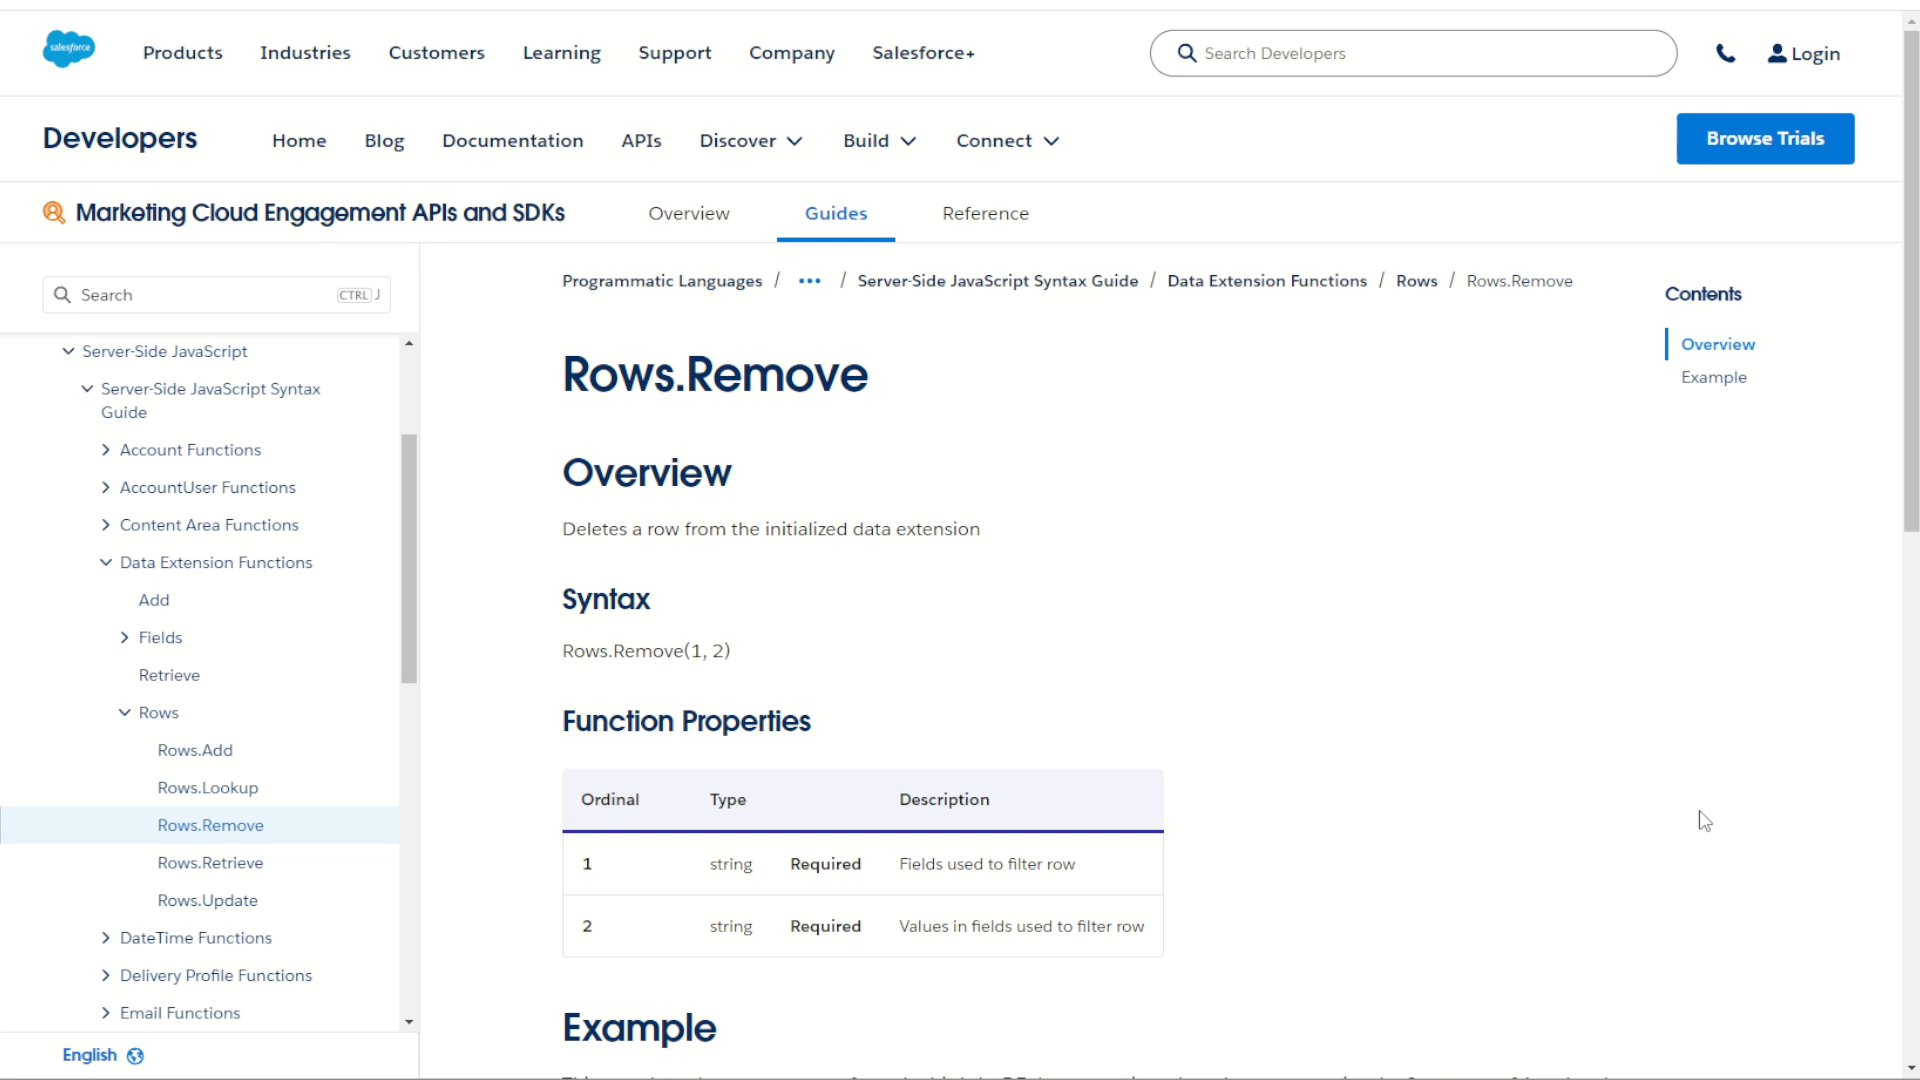 salesforce
Products Industries Customers Learning Support Company Salesforce+
Search Developers
Login
Developers
Home Blog Documentation APIs Discover Build Connect
Browse Trials
Marketing Cloud Engagement APIs and SDKs
Overview Guides Reference
Search CTRL J
Server-Side JavaScript
Server-Side JavaScript Syntax
Guide
Account Functions
AccountUser Functions
Content Area Functions
Data Extension Functions
Add
Fields
Retrieve
Rows
Rows.Add
Rows.Lookup
Rows.Remove
Rows.Retrieve
Rows.Update
DateTime Functions
Delivery Profile Functions
Email Functions
English
Programmatic Languages / ••• / Server-Side JavaScript Syntax Guide / Data Extension Functions / Rows / Rows.Remove
Rows.Remove
Overview
Deletes a row from the initialized data extension
Syntax
Rows.Remove(1, 2)
Function Properties
Ordinal Type Description
1 string Required Fields used to filter row
2 string Required Values in fields used to filter row
Example
Contents
Overview
Example